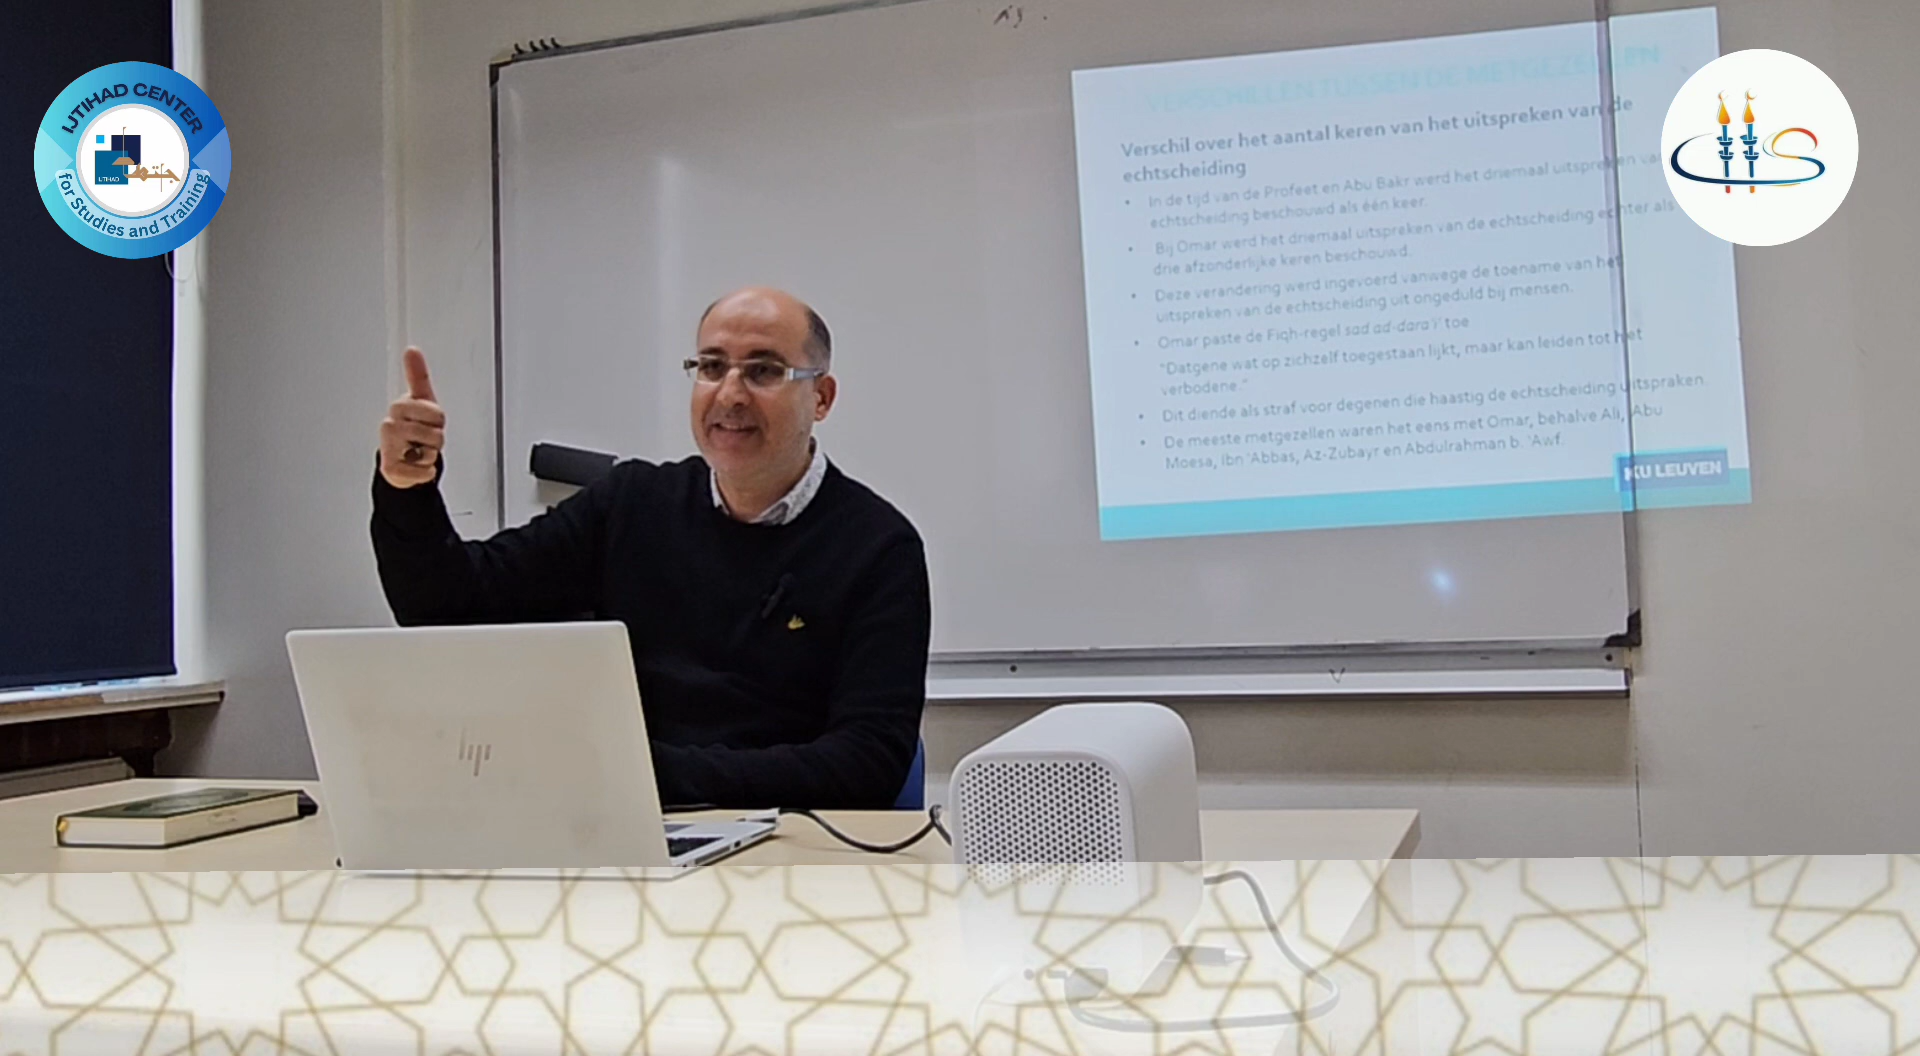 IJTIHAD CENTER
for Studies and Training
IJTIHAD
VERSCHILLEN TUSSEN DE METGEZELLEN
Verschil over het aantal keren van het uitspreken van de
echtscheiding
• In de tijd van de Profeet en Abu Bakr werd het driemaal uitspreken van
echtscheiding beschouwd als één keer.
• Bij Omar werd het driemaal uitspreken van de echtscheiding echter als
drie afzonderlijke keren beschouwd.
• Deze verandering werd ingevoerd vanwege de toename van het
uitspreken van de echtscheiding uit ongeduld bij mensen.
• Omar paste de Fiqh-regel sad ad-dara'i' toe
"Datgene wat op zichzelf toegestaan lijkt, maar kan leiden tot het
verbodene."
• Dit diende als straf voor degenen die haastig de echtscheiding uitspraken.
• De meeste metgezellen waren het eens met Omar, behalve Ali, Abu
Moesa, Ibn 'Abbas, Az-Zubayr en Abdulrahman b. 'Awf.
KU LEUVEN
hp